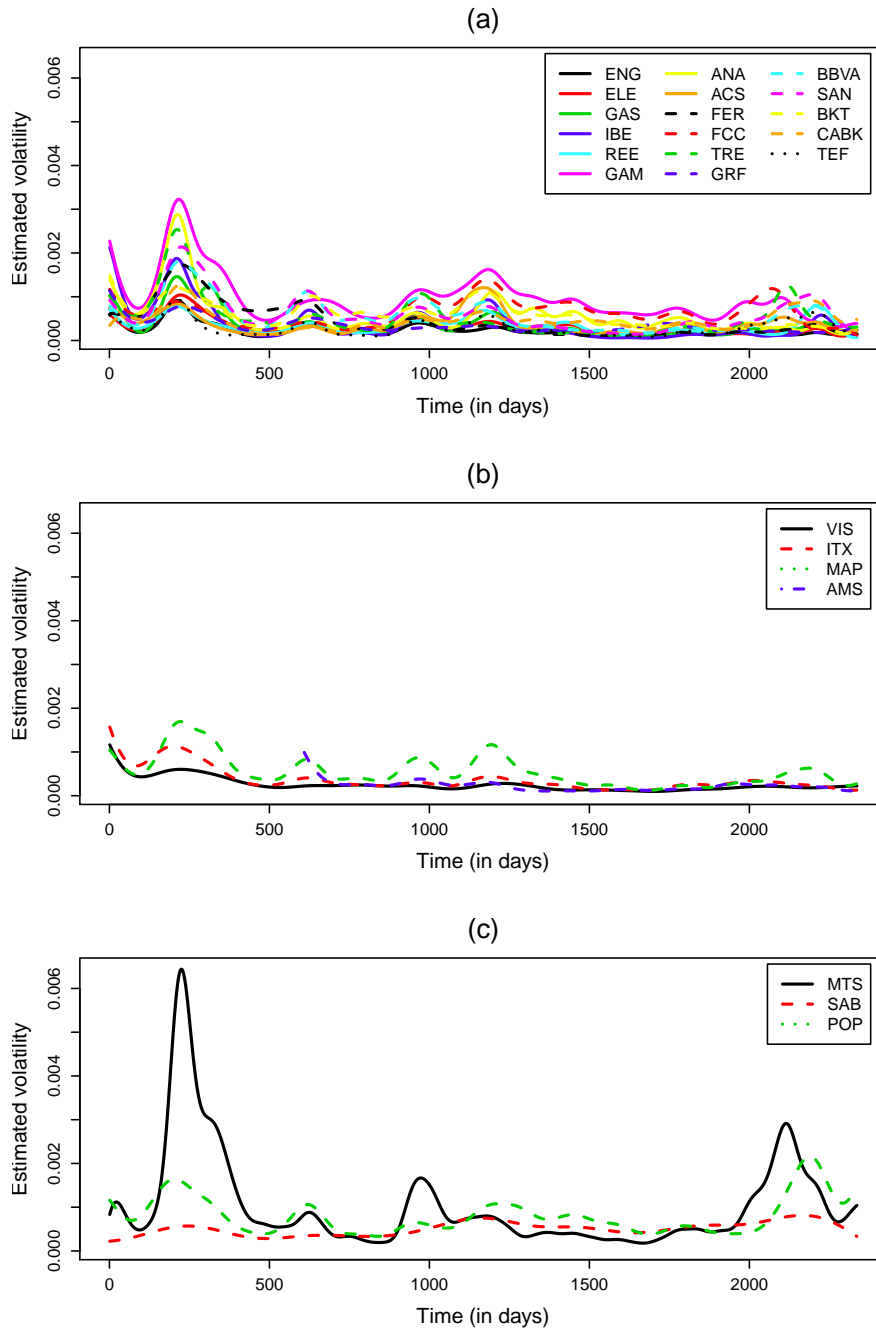 (a)
Estimated volatility
0.000 0.002 0.004 0.006
ENG ANA BBVA
ELE ACS SAN
GAS FER BKT
IBE FCC CABK
REE TRE TEF
GAM GRF
0 500 1000 1500 2000
Time (in days)
(b)
Estimated volatility
0.000 0.002 0.004 0.006
VIS
ITX
MAP
AMS
0 500 1000 1500 2000
Time (in days)
(c)
Estimated volatility
0.000 0.002 0.004 0.006
MTS
SAB
POP
0 500 1000 1500 2000
Time (in days)